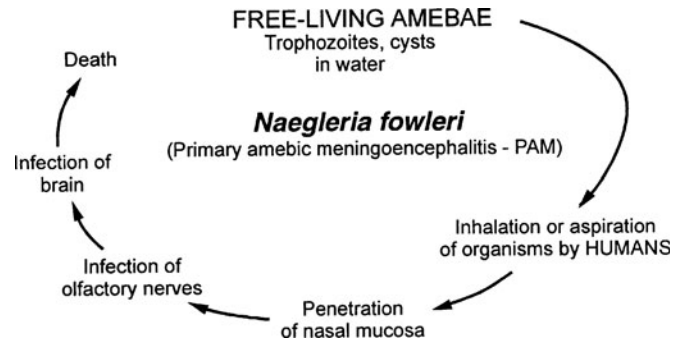 FREE-LIVING AMEBAE
Trophozoites, cysts
in water
Naegleria fowleri
(Primary amebic meningoencephalitis - PAM)
Inhalation or aspiration
of organisms by HUMANS
Penetration
of nasal mucosa
Infection of
olfactory nerves
Infection of
brain
Death